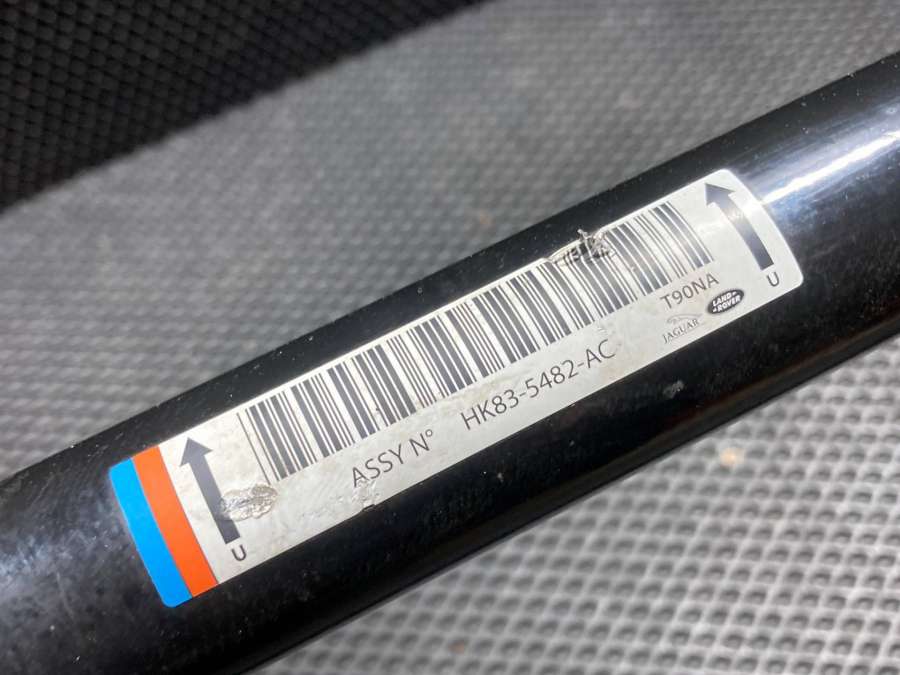 ASSY N° HK83-5482-AC
T90NA
JAGUAR
LAND
ROVER
U
U